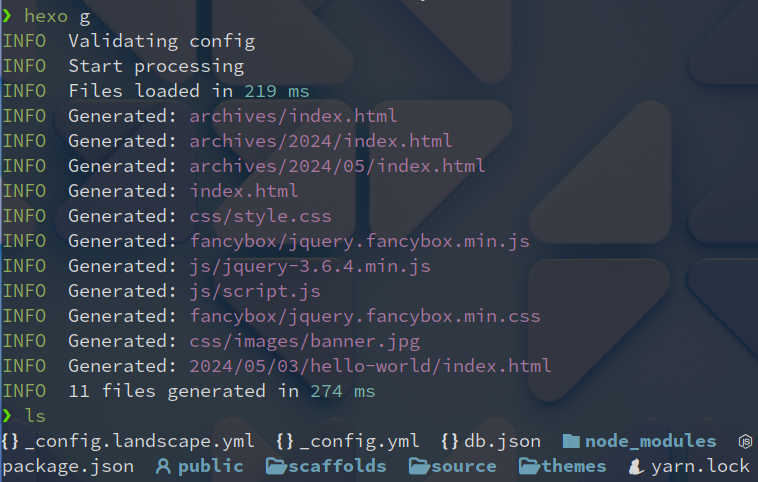 ❯ hexo g
INFO  Validating config
INFO  Start processing
INFO  Files loaded in 219 ms
INFO  Generated: archives/index.html
INFO  Generated: archives/2024/index.html
INFO  Generated: archives/2024/05/index.html
INFO  Generated: index.html
INFO  Generated: css/style.css
INFO  Generated: fancybox/jquery.fancybox.min.js
INFO  Generated: js/jquery-3.6.4.min.js
INFO  Generated: js/script.js
INFO  Generated: fancybox/jquery.fancybox.min.css
INFO  Generated: css/images/banner.jpg
INFO  Generated: 2024/05/03/hello-world/index.html
INFO  11 files generated in 274 ms
❯ ls
{} _config.landscape.yml  {} _config.yml  {} db.json  node_modules  JS
package.json  public  scaffolds  source  themes  yarn.lock